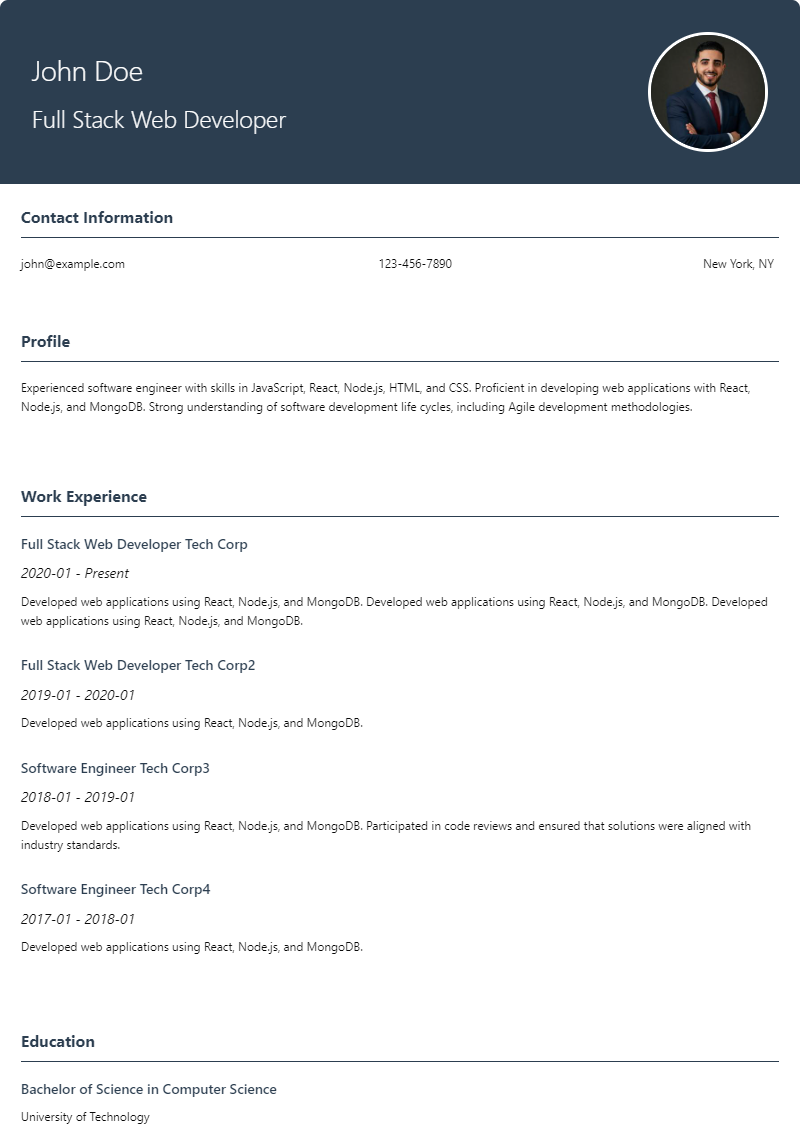 John Doe
Full Stack Web Developer
Contact Information
john@example.com 123-456-7890 New York, NY
Profile
Experienced software engineer with skills in JavaScript, React, Node.js, HTML, and CSS. Proficient in developing web applications with React,
Node.js, and MongoDB. Strong understanding of software development life cycles, including Agile development methodologies.
Work Experience
Full Stack Web Developer Tech Corp
2020-01 - Present
Developed web applications using React, Node.js, and MongoDB. Developed web applications using React, Node.js, and MongoDB. Developed
web applications using React, Node.js, and MongoDB.
Full Stack Web Developer Tech Corp2
2019-01 - 2020-01
Developed web applications using React, Node.js, and MongoDB.
Software Engineer Tech Corp3
2018-01 - 2019-01
Developed web applications using React, Node.js, and MongoDB. Participated in code reviews and ensured that solutions were aligned with
industry standards.
Software Engineer Tech Corp4
2017-01 - 2018-01
Developed web applications using React, Node.js, and MongoDB.
Education
Bachelor of Science in Computer Science
University of Technology